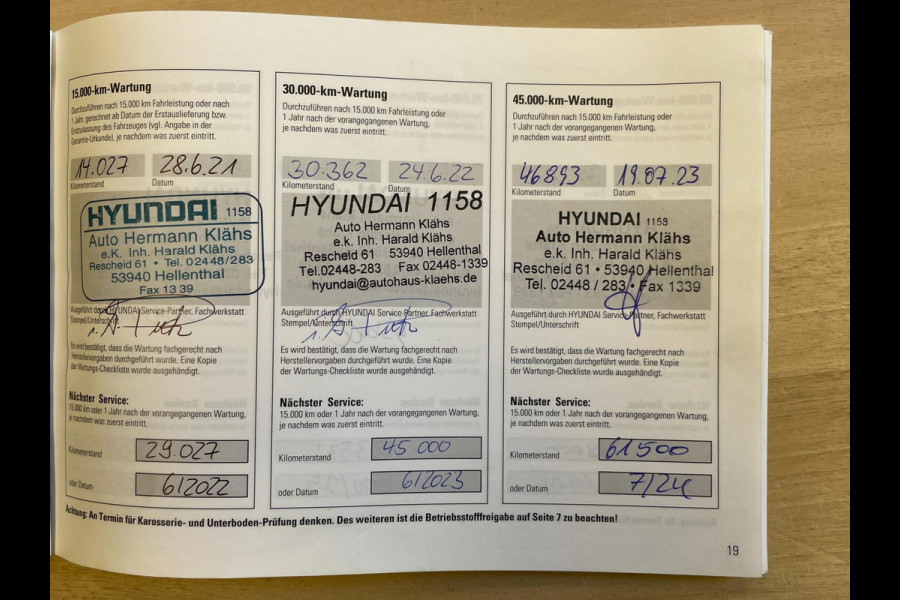 15.000-km-Wartung
Durchzuführen nach 15.000 km Fahrleistung oder nach
1 Jahr, gerechnet ab Datum der Erstauslieferung bzw.
Erstzulassung des Fahrzeuges (vgl. Angabe in der
Garantie-Urkunde), je nachdem was zuerst eintritt.
14.027 28.6.21
Kilometerstand Datum
HYUNDAI 1158
Auto Hermann Klähs
e.K. Inh. Harald Klähs
Rescheid 61 • Tel. 02448/283
53940 Hellenthal
Fax 13 39
Ausgeführt durch HYUNDAI Service-Partner, Fachwerkstatt
Stempel/Unterschrift
Es wird bestätigt, dass die Wartung fachgerecht nach
Herstellervorgaben durchgeführt wurde. Eine Kopie
der Wartungs-Checkliste wurde ausgehändigt.
Nächster Service:
15.000 km oder 1 Jahr nach der vorangegangenen Wartung,
je nachdem was zuerst eintritt.
Kilometerstand 29.027
oder Datum 6/2022
30.000-km-Wartung
Durchzuführen nach 15.000 km Fahrleistung oder
1 Jahr nach der vorangegangenen Wartung,
je nachdem was zuerst eintritt.
30.362 24.6.22
Kilometerstand Datum
HYUNDAI 1158
Auto Hermann Klähs
e.k. Inh. Harald Klähs
Rescheid 61 53940 Hellenthal
Tel.02448-283 Fax 02448-1339
hyundai@autohaus-klaehs.de
Ausgeführt durch HYUNDAI Service-Partner, Fachwerkstatt
Stempel/Unterschrift
Es wird bestätigt, dass die Wartung fachgerecht nach
Herstellervorgaben durchgeführt wurde. Eine Kopie
der Wartungs-Checkliste wurde ausgehändigt.
Nächster Service:
15.000 km oder 1 Jahr nach der vorangegangenen Wartung,
je nachdem was zuerst eintritt.
Kilometerstand 45 000
oder Datum 6/2023
45.000-km-Wartung
Durchzuführen nach 15.000 km Fahrleistung oder
1 Jahr nach der vorangegangenen Wartung,
je nachdem was zuerst eintritt.
46893 19.07.23
Kilometerstand Datum
HYUNDAI 1158
Auto Hermann Klähs
e.k. Inh. Harald Klähs
Rescheid 61 • 53940 Hellenthal
Tel. 02448 / 283 • Fax 1339
Ausgeführt durch HYUNDAI Service-Partner, Fachwerkstatt
Stempel/Unterschrift
Es wird bestätigt, dass die Wartung fachgerecht nach
Herstellervorgaben durchgeführt wurde. Eine Kopie
der Wartungs-Checkliste wurde ausgehändigt.
Nächster Service:
15.000 km oder 1 Jahr nach der vorangegangenen Wartung,
je nachdem was zuerst eintritt.
Kilometerstand 61500
oder Datum 7/24
Achtung: An Termin für Karosserie- und Unterboden-Prüfung denken. Des weiteren ist die Betriebsstofffreigabe auf Seite 7 zu beachten!
19